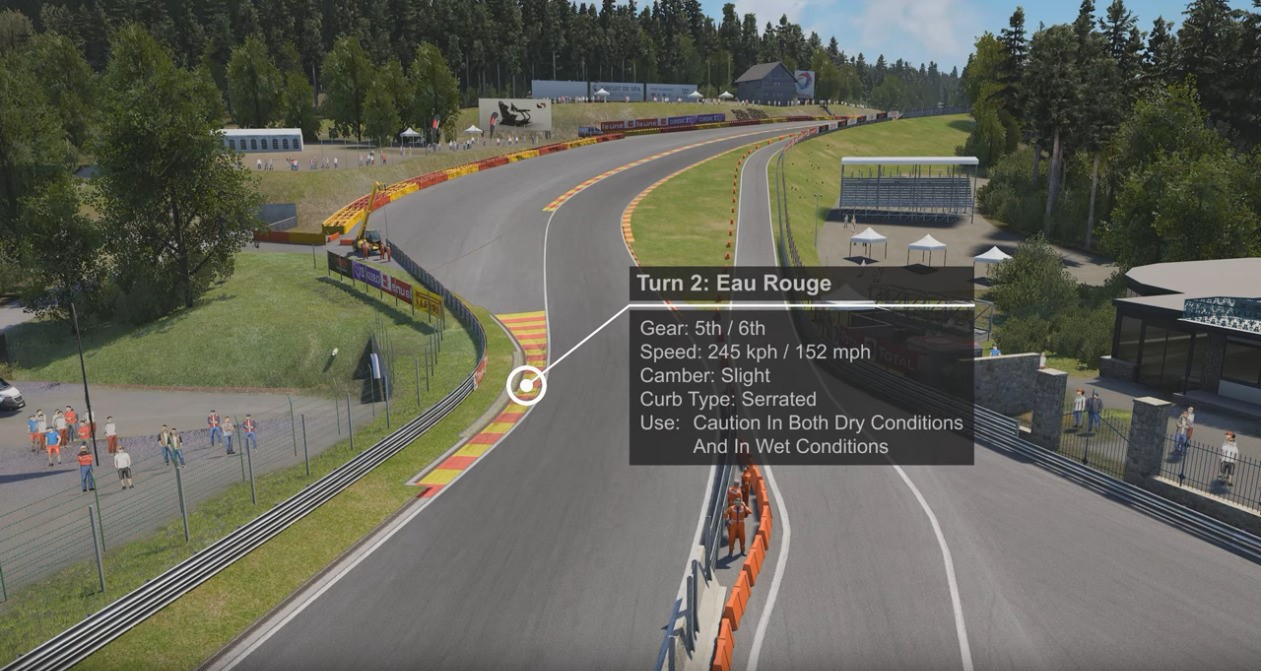 Turn 2: Eau Rouge
Gear: 5th / 6th
Speed: 245 kph / 152 mph
Camber: Slight
Curb Type: Serrated
Use: Caution In Both Dry Conditions
And In Wet Conditions
TOTAL